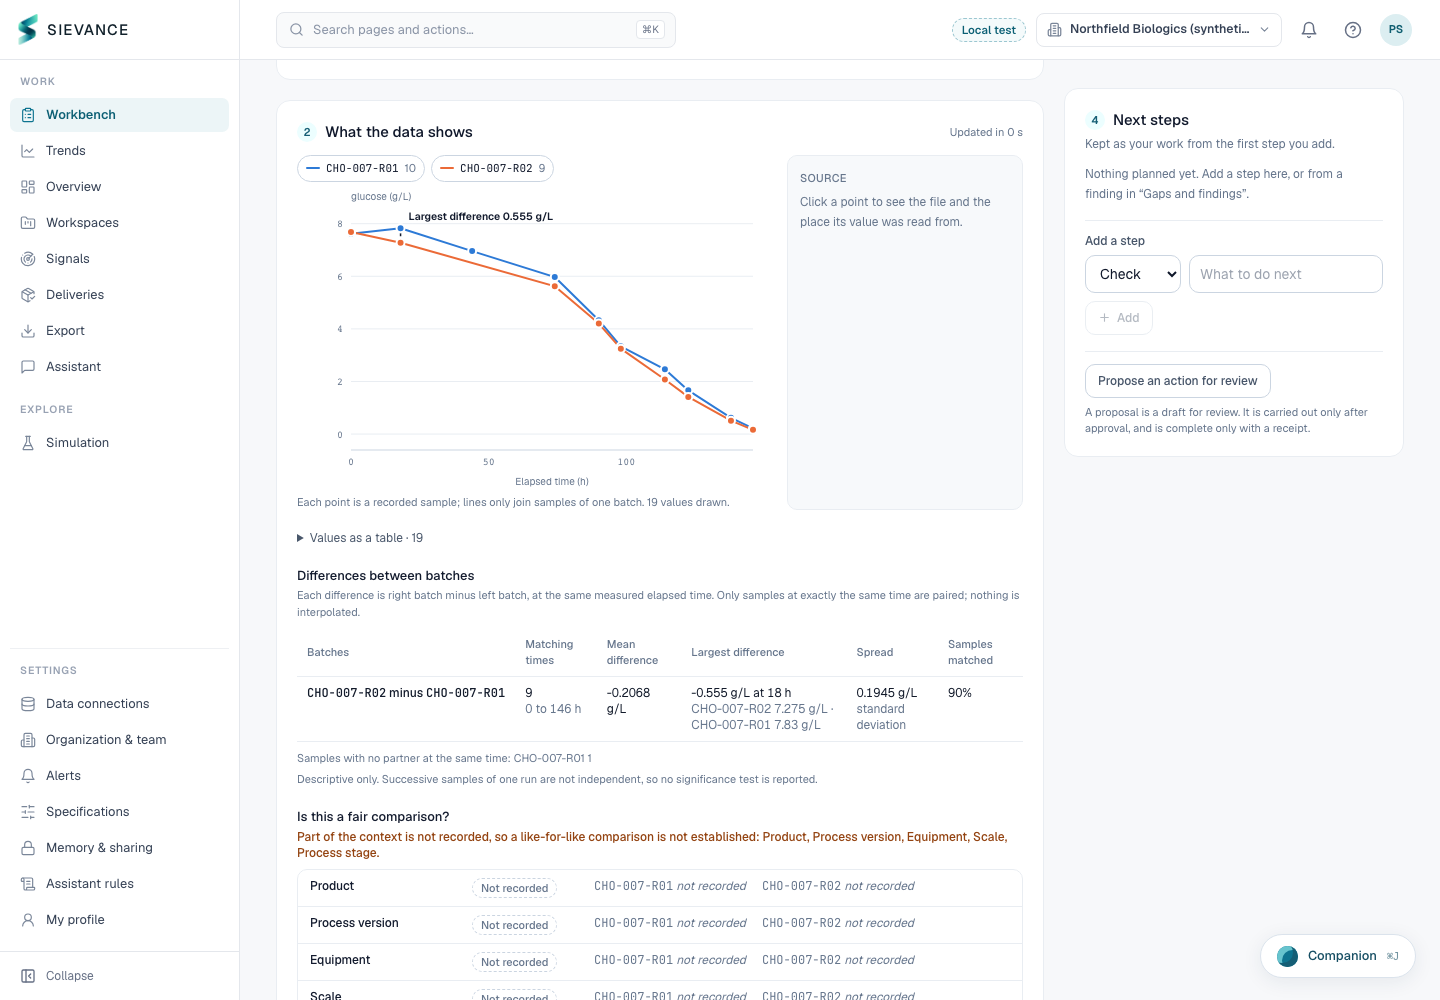 SIEVANCE
Search pages and actions...
⌘K
Local test
Northfield Biologics (syntheti...
PS
WORK
Workbench
Trends
Overview
Workspaces
Signals
Deliveries
Export
Assistant
EXPLORE
Simulation
SETTINGS
Data connections
Organization & team
Alerts
Specifications
Memory & sharing
Assistant rules
My profile
Collapse
2 What the data shows
Updated in 0 s
CHO-007-R01 10
CHO-007-R02 9
glucose (g/L)
Largest difference 0.555 g/L
8
6
4
2
0
0 50 100
Elapsed time (h)
Each point is a recorded sample; lines only join samples of one batch. 19 values drawn.
SOURCE
Click a point to see the file and the
place its value was read from.
Values as a table · 19
Differences between batches
Each difference is right batch minus left batch, at the same measured elapsed time. Only samples at exactly the same time are paired; nothing is
interpolated.
Batches Matching times Mean difference Largest difference Spread Samples matched
CHO-007-R02 minus CHO-007-R01 9 -0.2068 -0.555 g/L at 18 h 0.1945 g/L 90%
0 to 146 h g/L CHO-007-R02 7.275 g/L · standard
CHO-007-R01 7.83 g/L deviation
Samples with no partner at the same time: CHO-007-R01 1
Descriptive only. Successive samples of one run are not independent, so no significance test is reported.
Is this a fair comparison?
Part of the context is not recorded, so a like-for-like comparison is not established: Product, Process version, Equipment, Scale,
Process stage.
Product Not recorded CHO-007-R01 not recorded CHO-007-R02 not recorded
Process version Not recorded CHO-007-R01 not recorded CHO-007-R02 not recorded
Equipment Not recorded CHO-007-R01 not recorded CHO-007-R02 not recorded
Scale Not recorded CHO-007-R01 not recorded CHO-007-R02 not recorded
4 Next steps
Kept as your work from the first step you add.
Nothing planned yet. Add a step here, or from a
finding in “Gaps and findings”.
Add a step
Check
What to do next
+ Add
Propose an action for review
A proposal is a draft for review. It is carried out only after
approval, and is complete only with a receipt.
Companion ⌘J